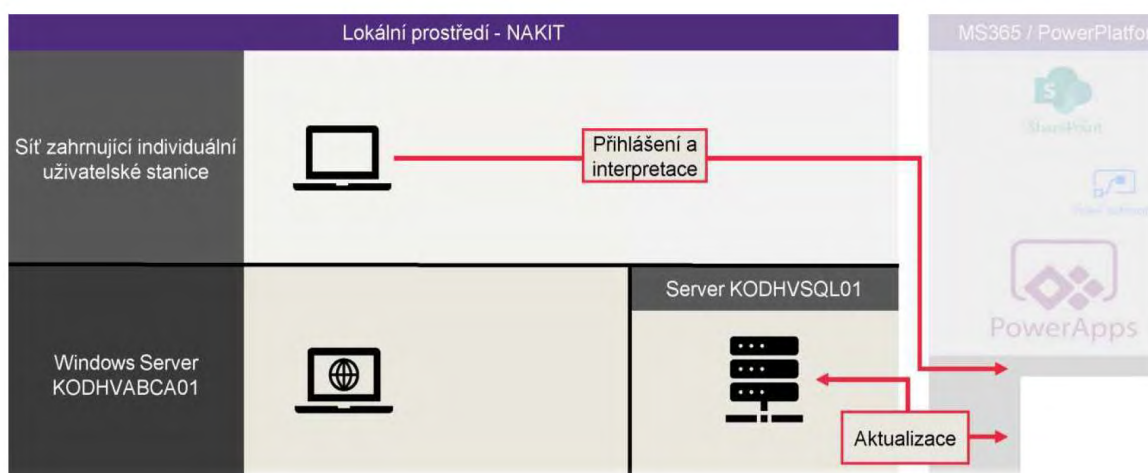 Lokální prostředí - NAKIT
MS365 / PowerPlatfor
Síť zahrnující individuální
uživatelské stanice
Přihlášení a
interpretace
S
SharePoint
PowerApps
Server KODHVSQL01
Windows Server
KODHVABCA01
Aktualizace